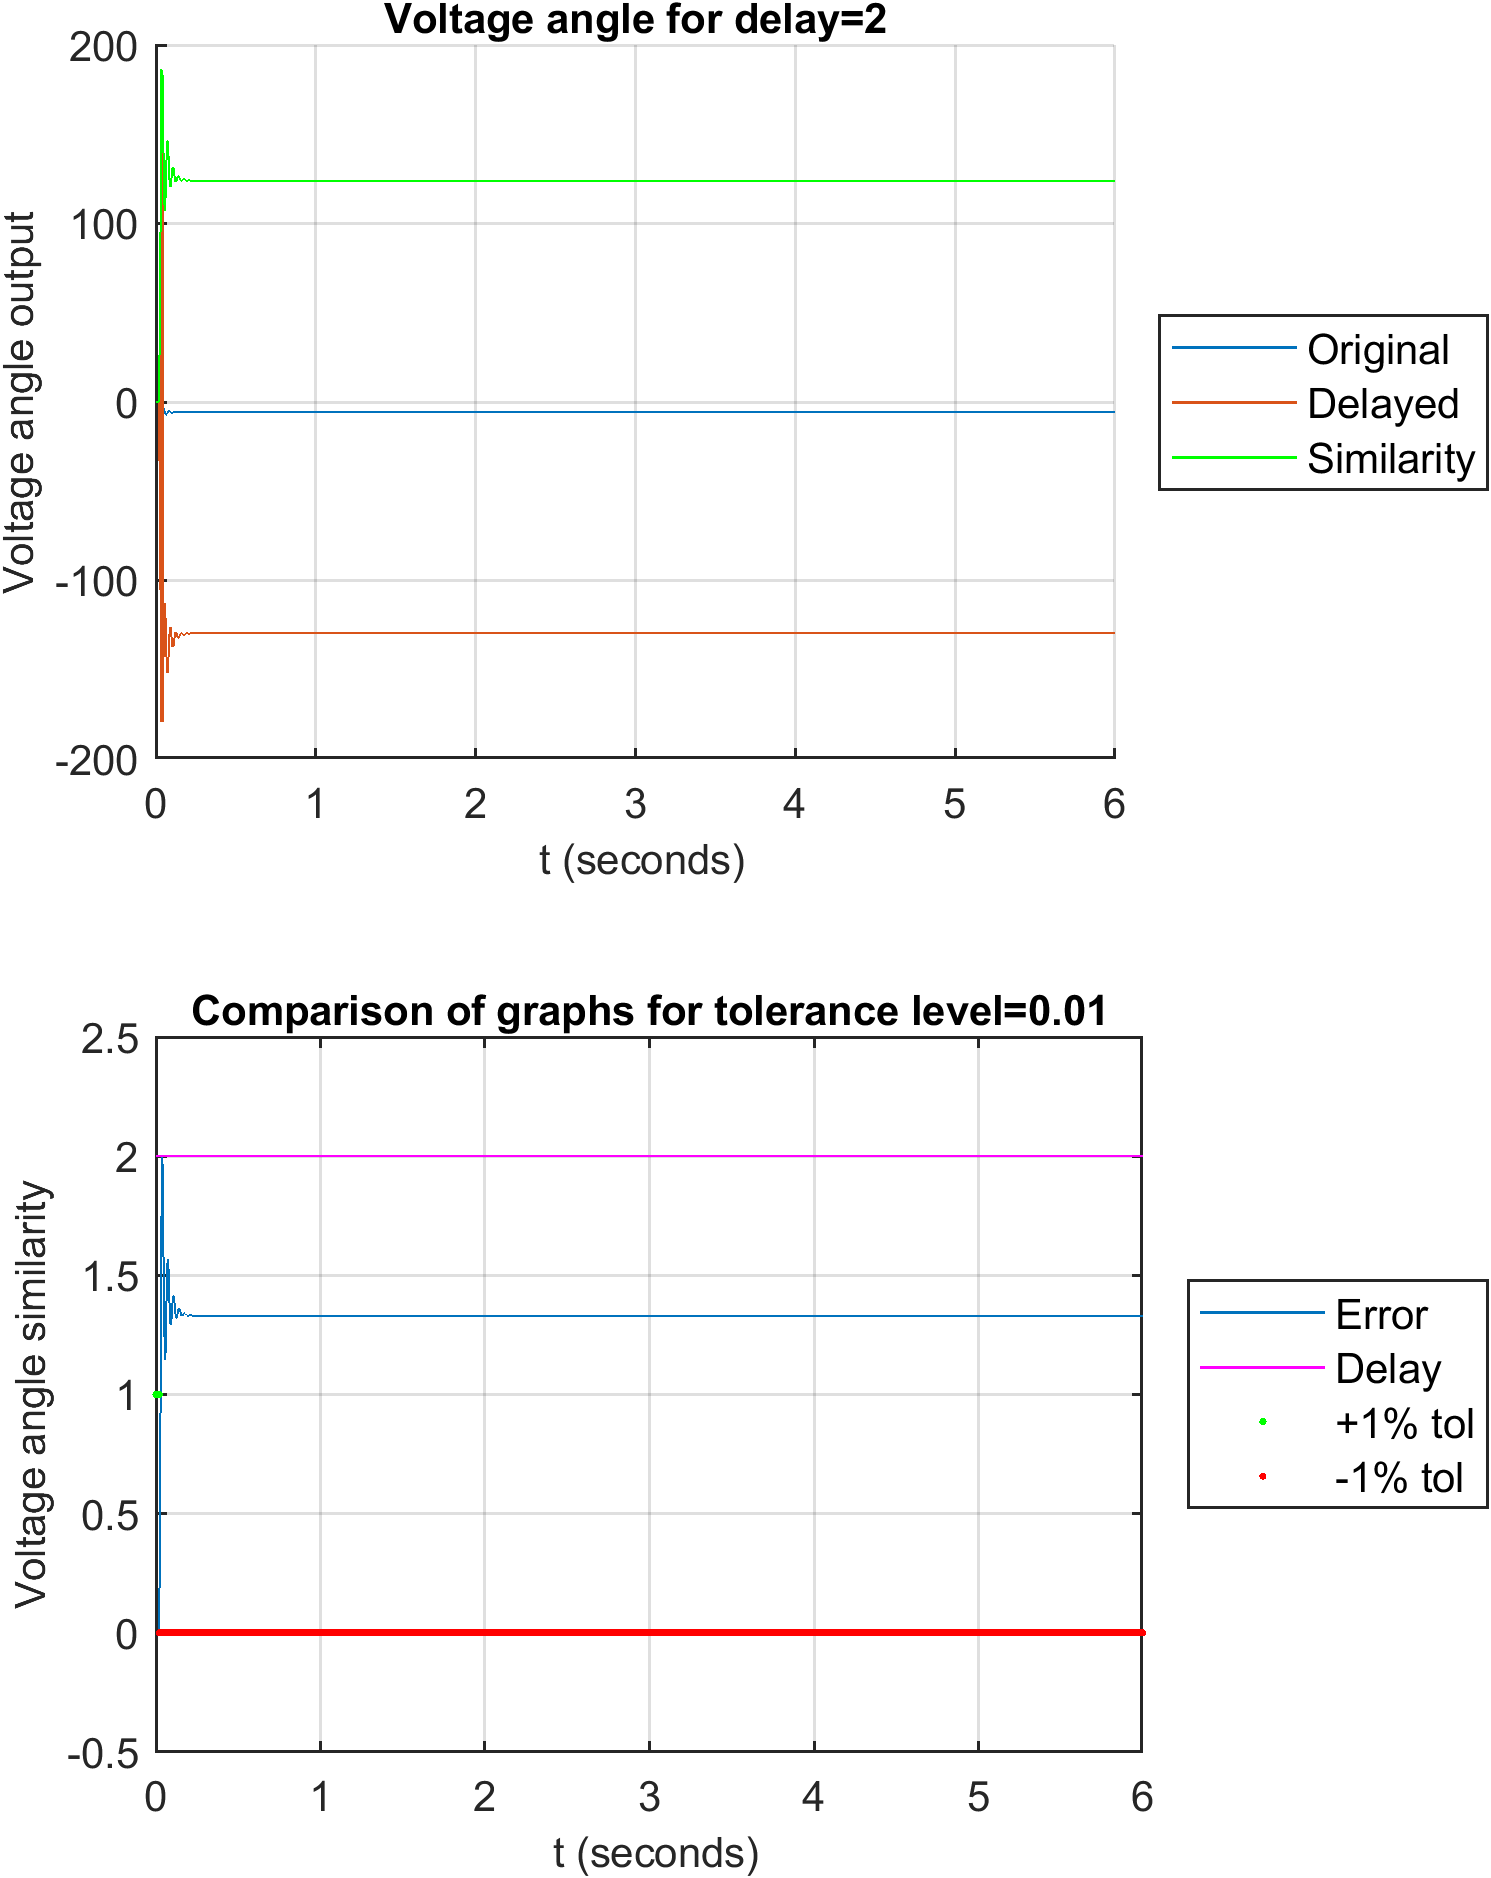 Voltage angle for delay=2
200
100
0
-100
-200
Voltage angle output
0 1 2 3 4 5 6
t (seconds)
Original
Delayed
Similarity
Comparison of graphs for tolerance level=0.01
2.5
2
1.5
1
0.5
0
-0.5
Voltage angle similarity
0 1 2 3 4 5 6
t (seconds)
Error
Delay
+1% tol
-1% tol